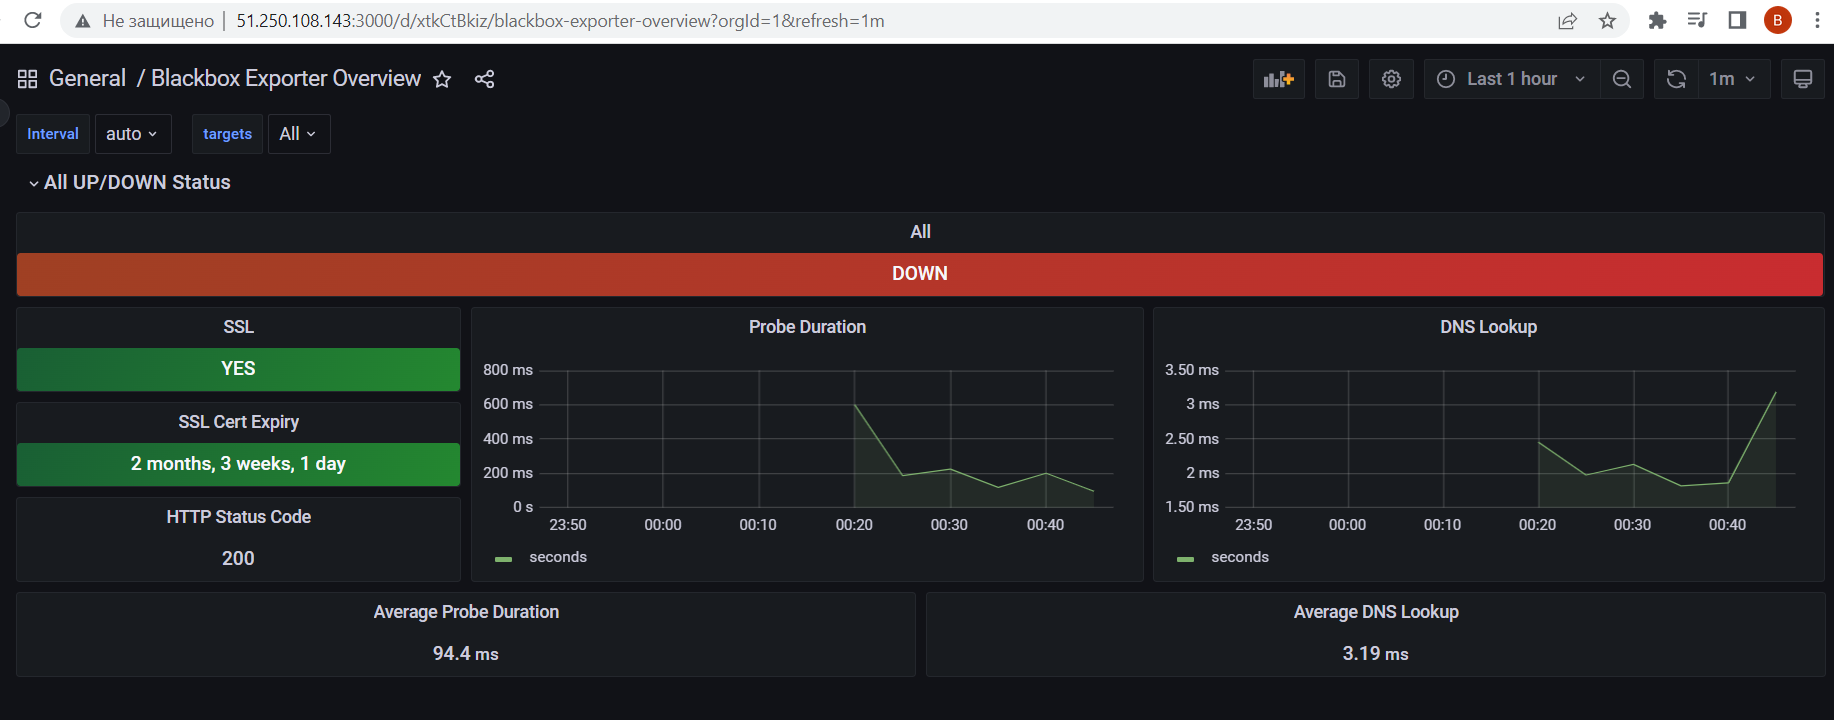 Не защищено | 51.250.108.143:3000/d/xtkCtBkiz/blackbox-exporter-overview?orgId=1&refresh=1m
B
General / Blackbox Exporter Overview
Last 1 hour
1m
Interval auto targets All
All UP/DOWN Status
All
DOWN
SSL
YES
SSL Cert Expiry
2 months, 3 weeks, 1 day
HTTP Status Code
200
Probe Duration
800 ms
600 ms
400 ms
200 ms
0 s
23:50 00:00 00:10 00:20 00:30 00:40
seconds
DNS Lookup
3.50 ms
3 ms
2.50 ms
2 ms
1.50 ms
23:50 00:00 00:10 00:20 00:30 00:40
seconds
Average Probe Duration
94.4 ms
Average DNS Lookup
3.19 ms